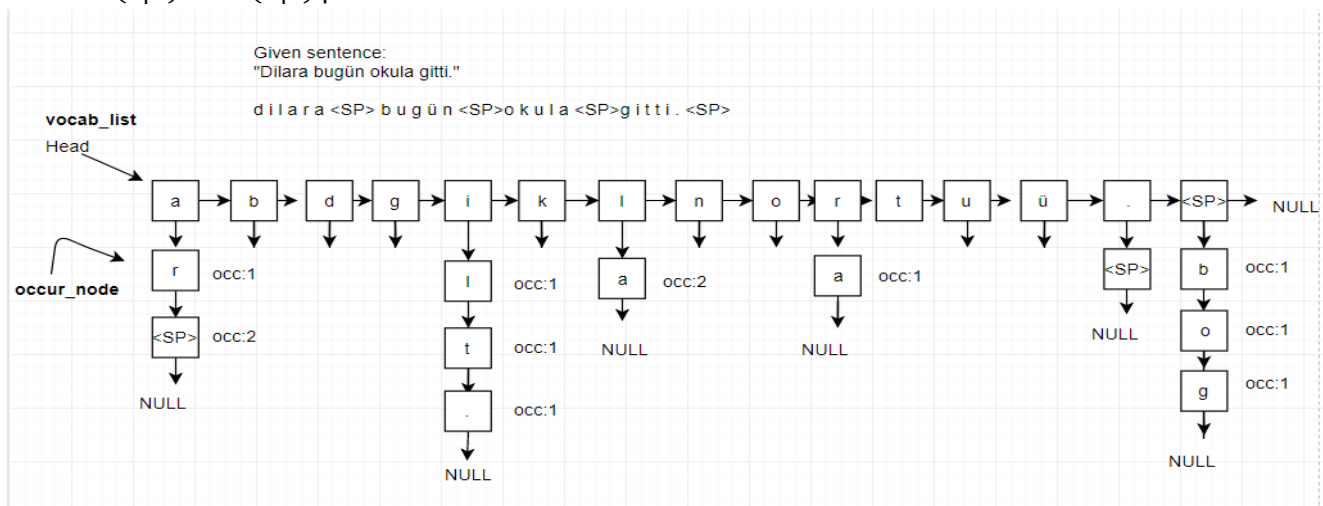 Given sentence:
"Dilara bugün okula gitti."
d i l a r a <SP> b u g ü n <SP>o k u l a <SP>g i t t i . <SP>
vocab_list
Head
a b d g i k l n o r t u ü . <SP> NULL
occur_node
r occ:1 l occ:1 a occ:2 a occ:1 <SP> b occ:1
<SP> occ:2 t occ:1 NULL NULL NULL o occ:1
NULL . occ:1 g occ:1
NULL NULL